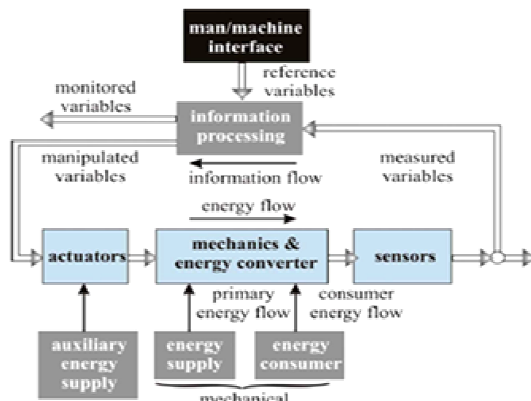 man/machine
interface
monitored
variables
reference
variables
information
processing
manipulated
variables
measured
variables
information flow
energy flow
actuators
mechanics &
energy converter
sensors
primary
energy flow
consumer
energy flow
auxiliary
energy
supply
energy
supply
energy
consumer
mechanical